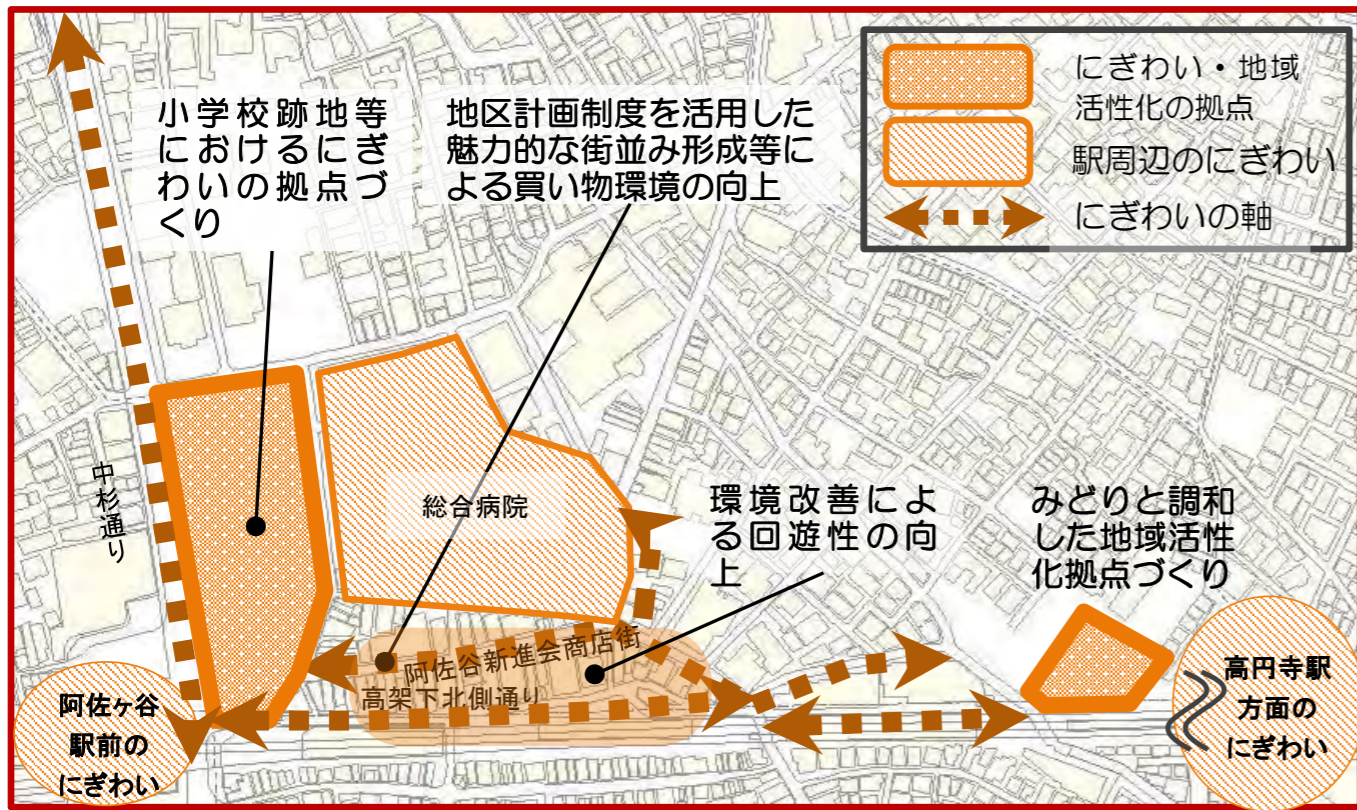 小学校跡地等
におけるにぎ
わいの拠点づ
くり
地区計画制度を活用した
魅力的な街並み形成等に
よる買い物環境の向上
にぎわい・地域
活性化の拠点
駅周辺のにぎわい
にぎわいの軸
中杉通り
総合病院
環境改善によ
る回遊性の向
上
みどりと調和
した地域活性
化拠点づくり
阿佐谷新進会商店街
高架下北側通り
阿佐ヶ谷
駅前の
にぎわい
高円寺駅
方面の
にぎわい